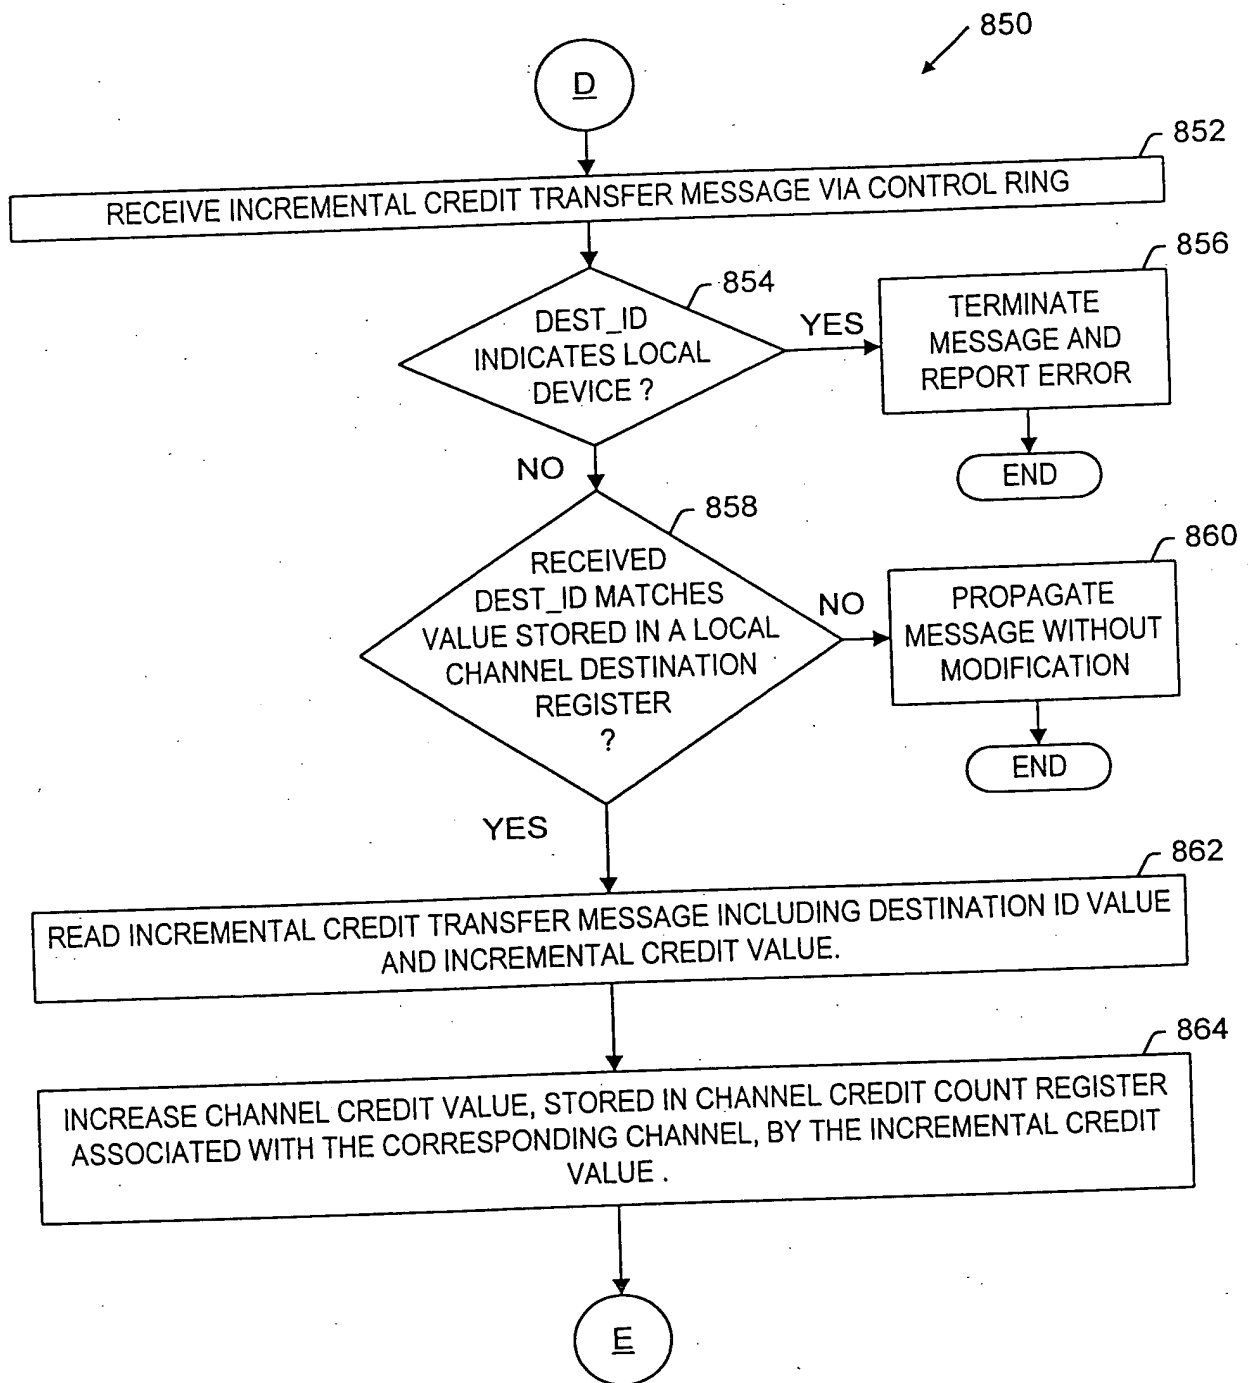 850
D
852
RECEIVE INCREMENTAL CREDIT TRANSFER MESSAGE VIA CONTROL RING
854
DEST_ID
INDICATES LOCAL
DEVICE ?
YES
856
TERMINATE
MESSAGE AND
REPORT ERROR
END
NO
858
RECEIVED
DEST_ID MATCHES
VALUE STORED IN A LOCAL
CHANNEL DESTINATION
REGISTER
?
NO
860
PROPAGATE
MESSAGE WITHOUT
MODIFICATION
END
YES
862
READ INCREMENTAL CREDIT TRANSFER MESSAGE INCLUDING DESTINATION ID VALUE
AND INCREMENTAL CREDIT VALUE.
864
INCREASE CHANNEL CREDIT VALUE, STORED IN CHANNEL CREDIT COUNT REGISTER
ASSOCIATED WITH THE CORRESPONDING CHANNEL, BY THE INCREMENTAL CREDIT
VALUE .
E